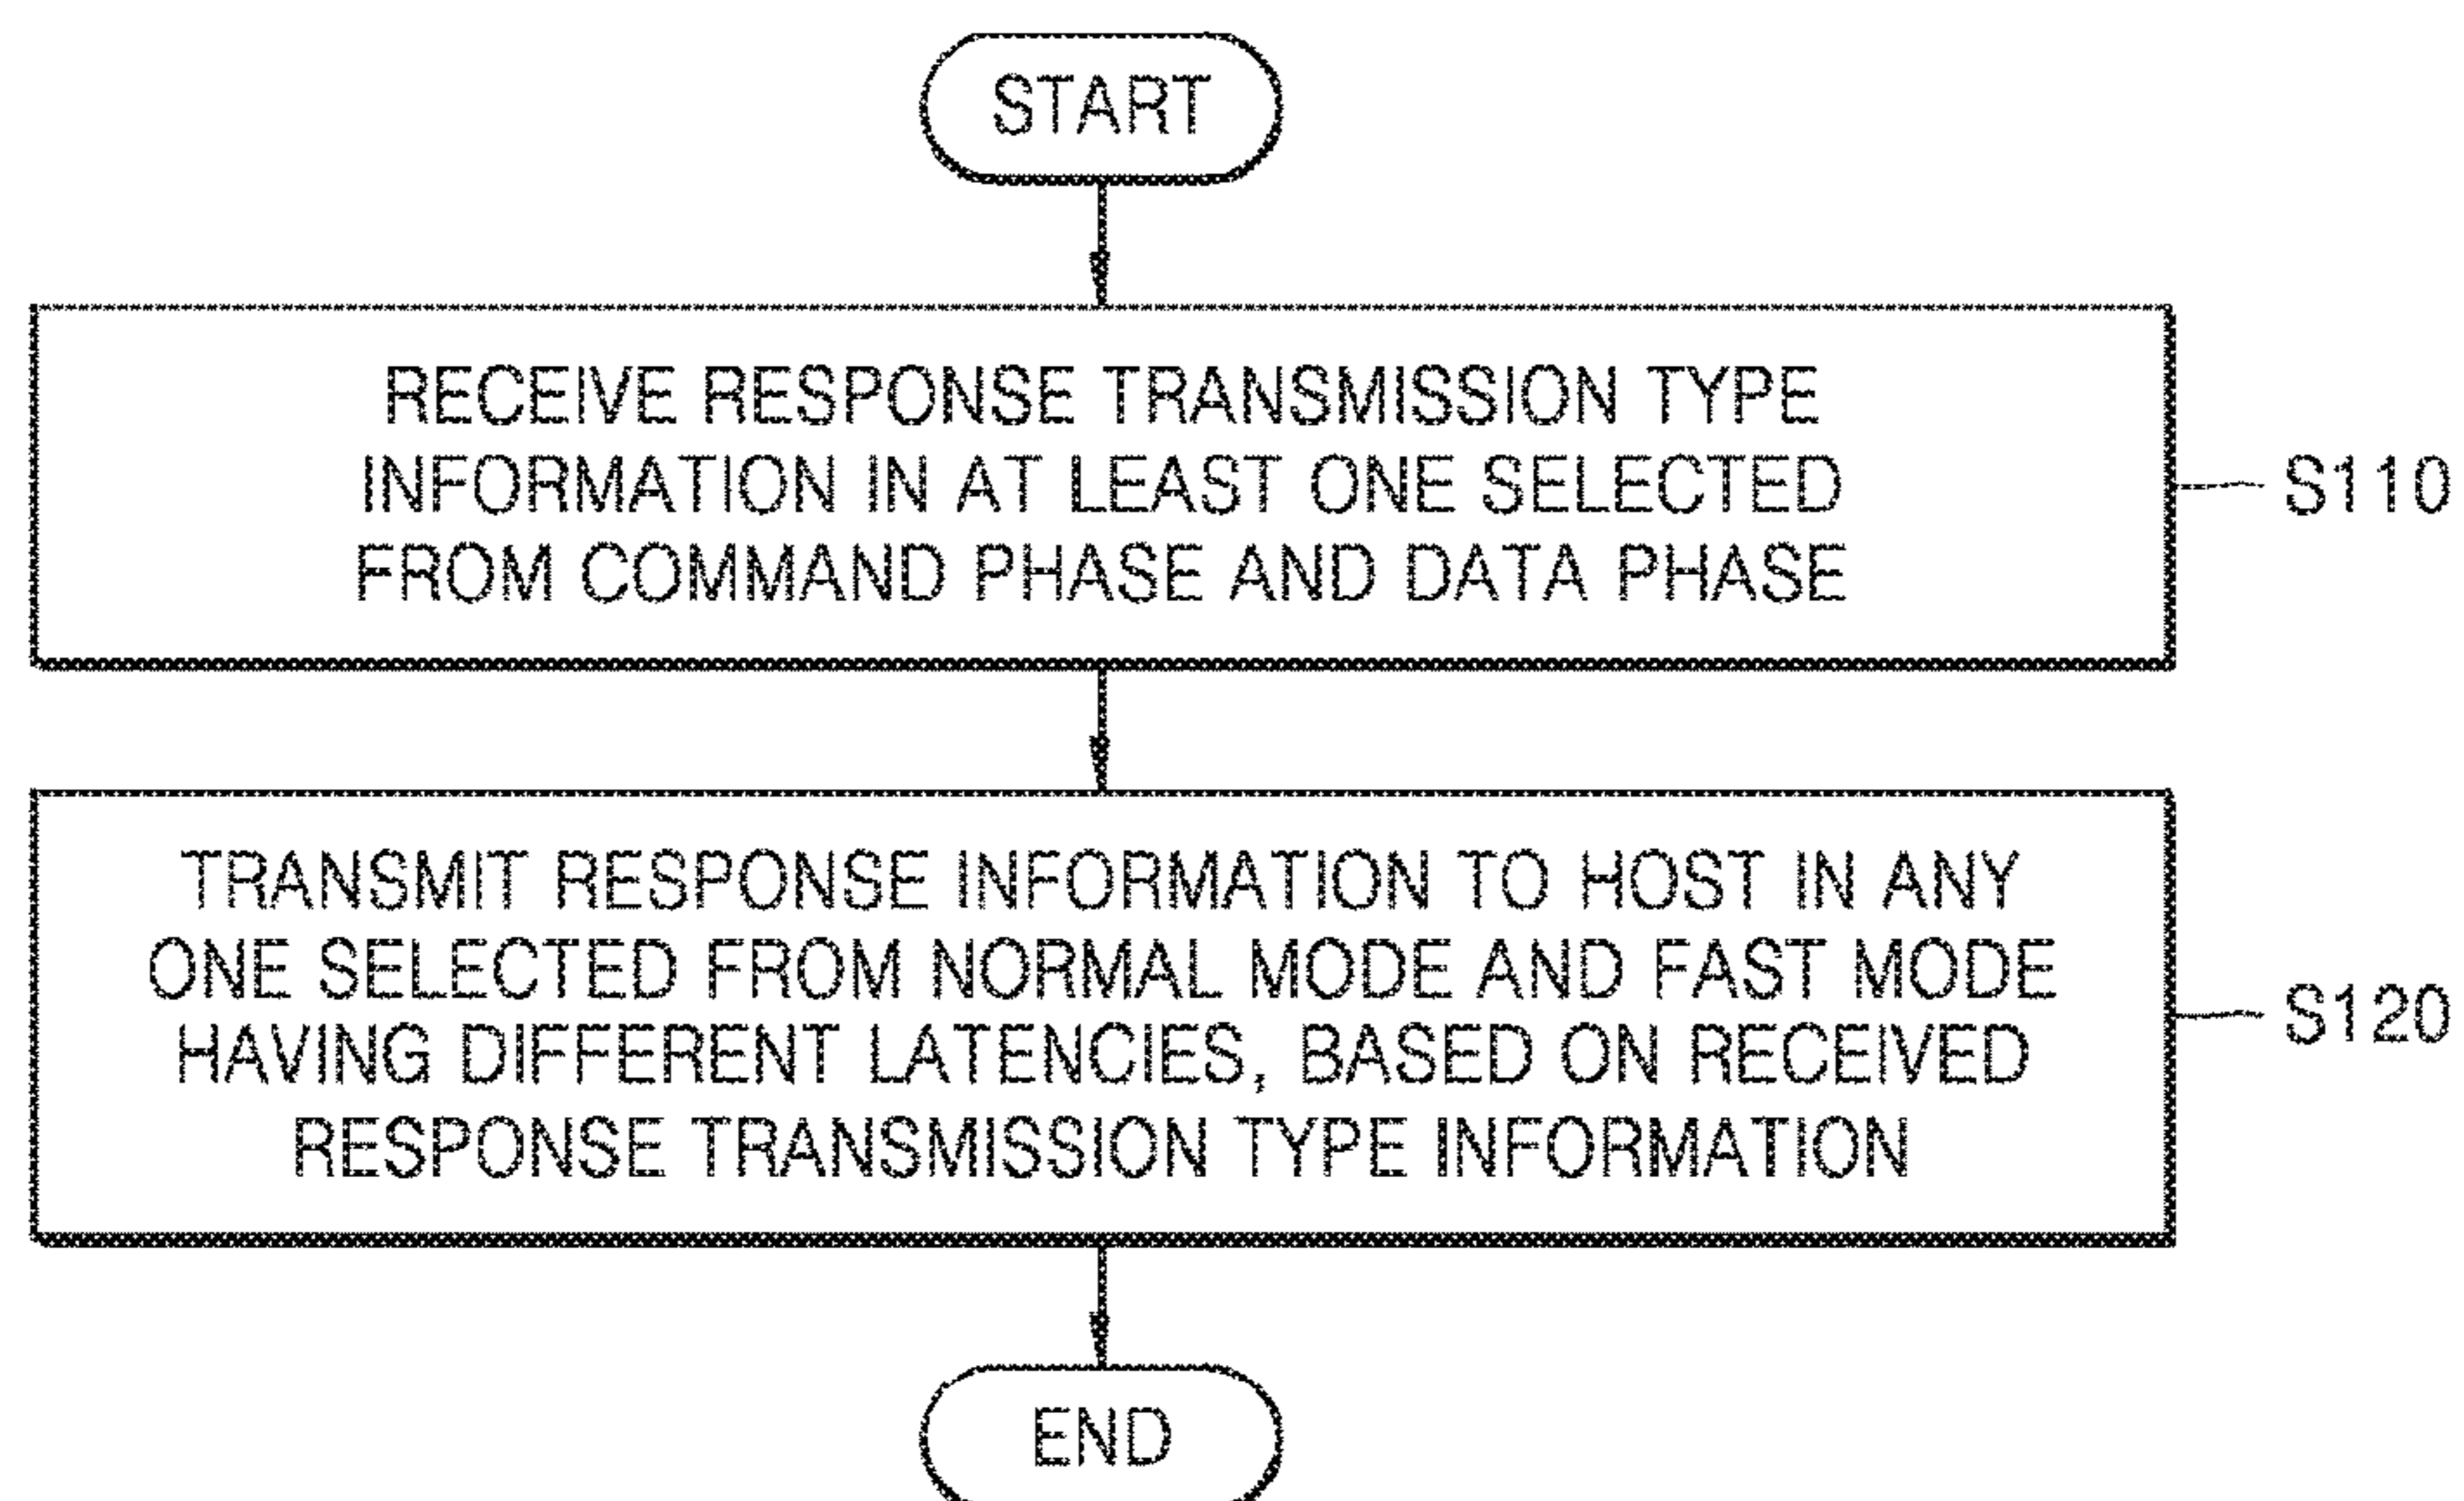 START
RECEIVE RESPONSE TRANSMISSION TYPE
INFORMATION IN AT LEAST ONE SELECTED
FROM COMMAND PHASE AND DATA PHASE
S110
TRANSMIT RESPONSE INFORMATION TO HOST IN ANY
ONE SELECTED FROM NORMAL MODE AND FAST MODE
HAVING DIFFERENT LATENCIES, BASED ON RECEIVED
RESPONSE TRANSMISSION TYPE INFORMATION
S120
END